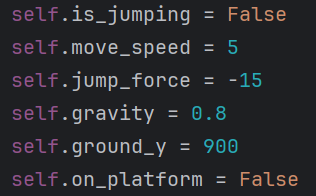 self.is_jumping = False
self.move_speed = 5
self.jump_force = -15
self.gravity = 0.8
self.ground_y = 900
self.on_platform = False